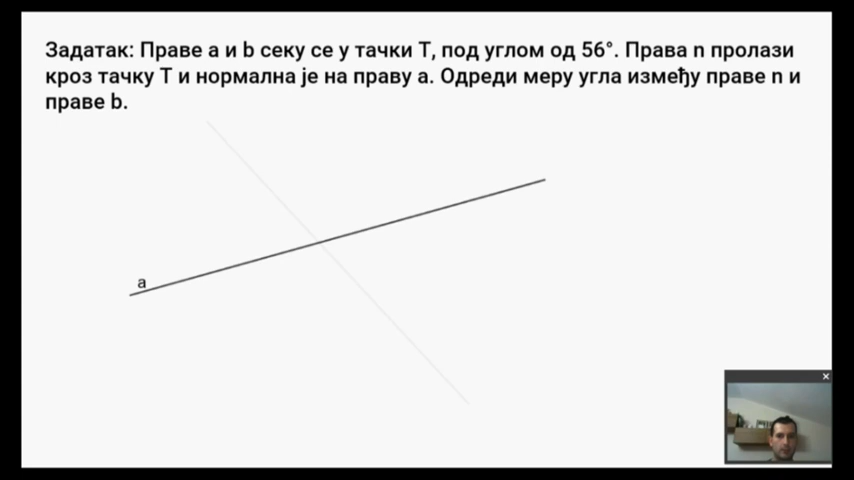 Задатак: Праве a и b секу се у тачки T, под углом од 56°. Права n пролази
кроз тачку T и нормална је на праву a. Одреди меру угла између праве n и
праве b.
a